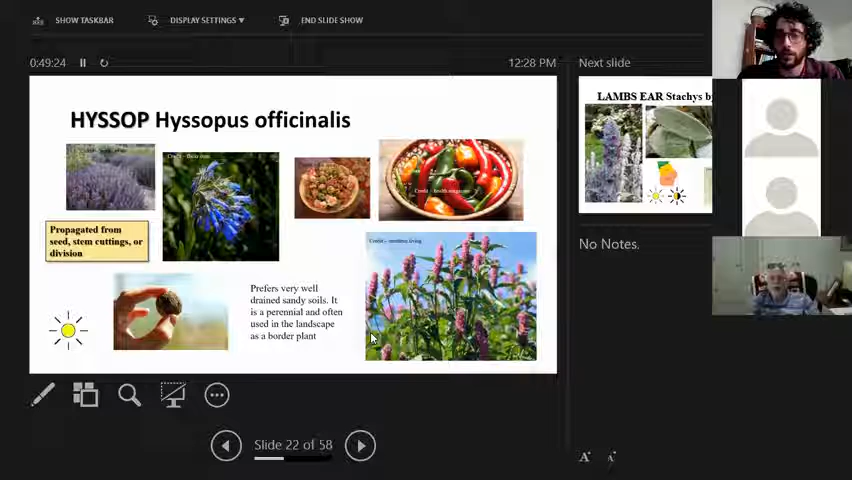 SHOW TASKBAR
DISPLAY SETTINGS ▼
END SLIDE SHOW
0:49:24
12:28 PM
Next slide
HYSSOP Hyssopus officinalis
LAMBS EAR Stachys by
Propagated from
seed, stem cuttings, or
division
Prefers very well
drained sandy soils. It
is a perennial and often
used in the landscape
as a border plant
No Notes.
Slide 22 of 58
A A